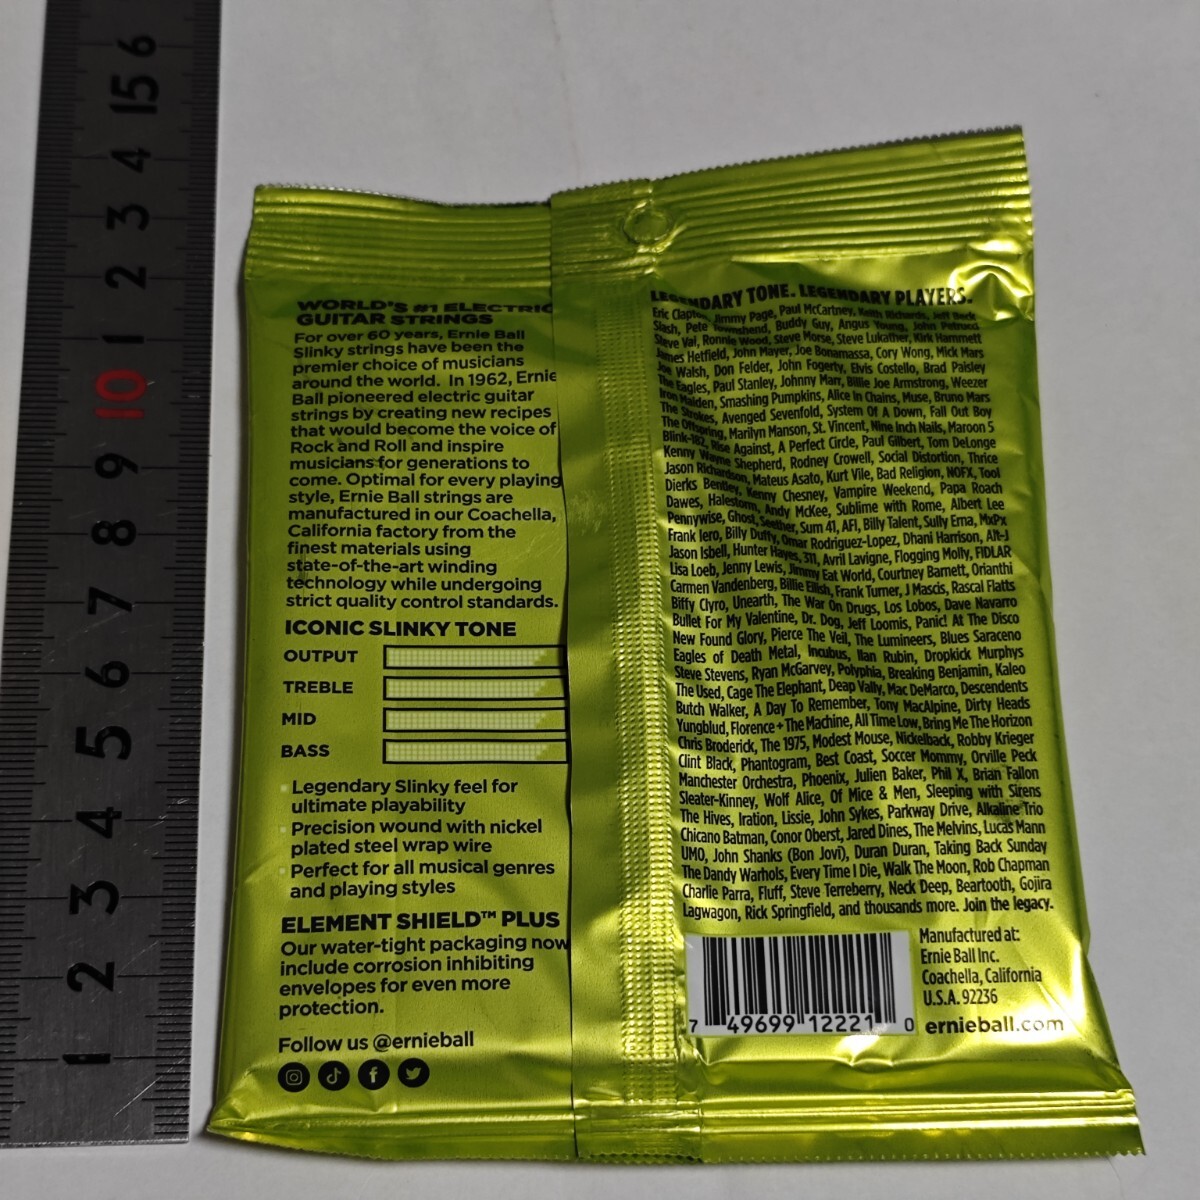 WORLD'S #1 ELECTRIC
GUITAR STRINGS
For over 60 years, Ernie Ball
Slinky strings have been the
premier choice of musicians
around the world. In 1962, Ernie
Ball pioneered electric guitar
strings by creating new recipes
that would become the voice of
Rock and Roll and inspire
musicians for generations to
come. Optimal for every playing
style, Ernie Ball strings are
manufactured in our Coachella,
California factory from the
finest materials using
state-of-the-art winding
technology while undergoing
strict quality control standards.
ICONIC SLINKY TONE
OUTPUT
TREBLE
MID
BASS
Legendary Slinky feel for
ultimate playability
Precision wound with nickel
plated steel wrap wire
Perfect for all musical genres
and playing styles
ELEMENT SHIELD™ PLUS
Our water-tight packaging now
include corrosion inhibiting
envelopes for even more
protection.
Follow us @ernieball
LEGENDARY TONE. LEGENDARY PLAYERS.
Eric Clapton, Jimmy Page, Paul McCartney, Keith Richards, Jeff Beck
Slash, Pete Townshend, Buddy Guy, Angus Young, John Petrucci
Steve Vai, Ronnie Wood, Steve Morse, Steve Lukather, Kirk Hammett
James Hetfield, John Mayer, Joe Bonamassa, Cory Wong, Mick Mars
Joe Walsh, Don Felder, John Fogerty, Elvis Costello, Brad Paisley
The Eagles, Paul Stanley, Johnny Marr, Billie Joe Armstrong, Weezer
Iron Maiden, Smashing Pumpkins, Alice In Chains, Muse, Bruno Mars
The Strokes, Avenged Sevenfold, System Of A Down, Fall Out Boy
The Offspring, Marilyn Manson, St. Vincent, Nine Inch Nails, Maroon 5
Blink-182, Rise Against, A Perfect Circle, Paul Gilbert, Tom DeLonge
Kenny Wayne Shepherd, Rodney Crowell, Social Distortion, Thrice
Jason Richardson, Mateus Asato, Kurt Vile, Bad Religion, NOFX, Tool
Dierks Bentley, Kenny Chesney, Vampire Weekend, Papa Roach
Dawes, Halestorm, Andy McKee, Sublime with Rome, Albert Lee
Pennywise, Ghost, Seether, Sum 41, AFI, Billy Talent, Sully Erna, MxPx
Frank Iero, Billy Duffy, Omar Rodriguez-Lopez, Dhani Harrison, Alt-J
Jason Isbell, Hunter Hayes, 311, Avril Lavigne, Flogging Molly, FIDLAR
Lisa Loeb, Jenny Lewis, Jimmy Eat World, Courtney Barnett, Orianthi
Carmen Vandenberg, Billie Eilish, Frank Turner, J Mascis, Rascal Flatts
Biffy Clyro, Unearth, The War On Drugs, Los Lobos, Dave Navarro
Bullet For My Valentine, Dr. Dog, Jeff Loomis, Panic! At The Disco
New Found Glory, Pierce The Veil, The Lumineers, Blues Saraceno
Eagles of Death Metal, Incubus, Ilan Rubin, Dropkick Murphys
Steve Stevens, Ryan McGarvey, Polyphia, Breaking Benjamin, Kaleo
The Used, Cage The Elephant, Deap Vally, Mac DeMarco, Descendents
Butch Walker, A Day To Remember, Tony MacAlpine, Dirty Heads
Yungblud, Florence + The Machine, All Time Low, Bring Me The Horizon
Chris Broderick, The 1975, Modest Mouse, Nickelback, Robby Krieger
Clint Black, Phantogram, Best Coast, Soccer Mommy, Orville Peck
Manchester Orchestra, Phoenix, Julien Baker, Phil X, Brian Fallon
Sleater-Kinney, Wolf Alice, Of Mice & Men, Sleeping with Sirens
The Hives, Iration, Lissie, John Sykes, Parkway Drive, Alkaline Trio
Chicano Batman, Conor Oberst, Jared Dines, The Melvins, Lucas Mann
UMO, John Shanks (Bon Jovi), Duran Duran, Taking Back Sunday
The Dandy Warhols, Every Time I Die, Walk The Moon, Rob Chapman
Charlie Parra, Fluff, Steve Terreberry, Neck Deep, Beartooth, Gojira
Lagwagon, Rick Springfield, and thousands more. Join the legacy.
7 49699 12221 0
Manufactured at:
Ernie Ball Inc.
Coachella, California
U.S.A. 92236
ernieball.com
1 2 3 4 5 6 7 8 9 10 1 2 3 4 15 6